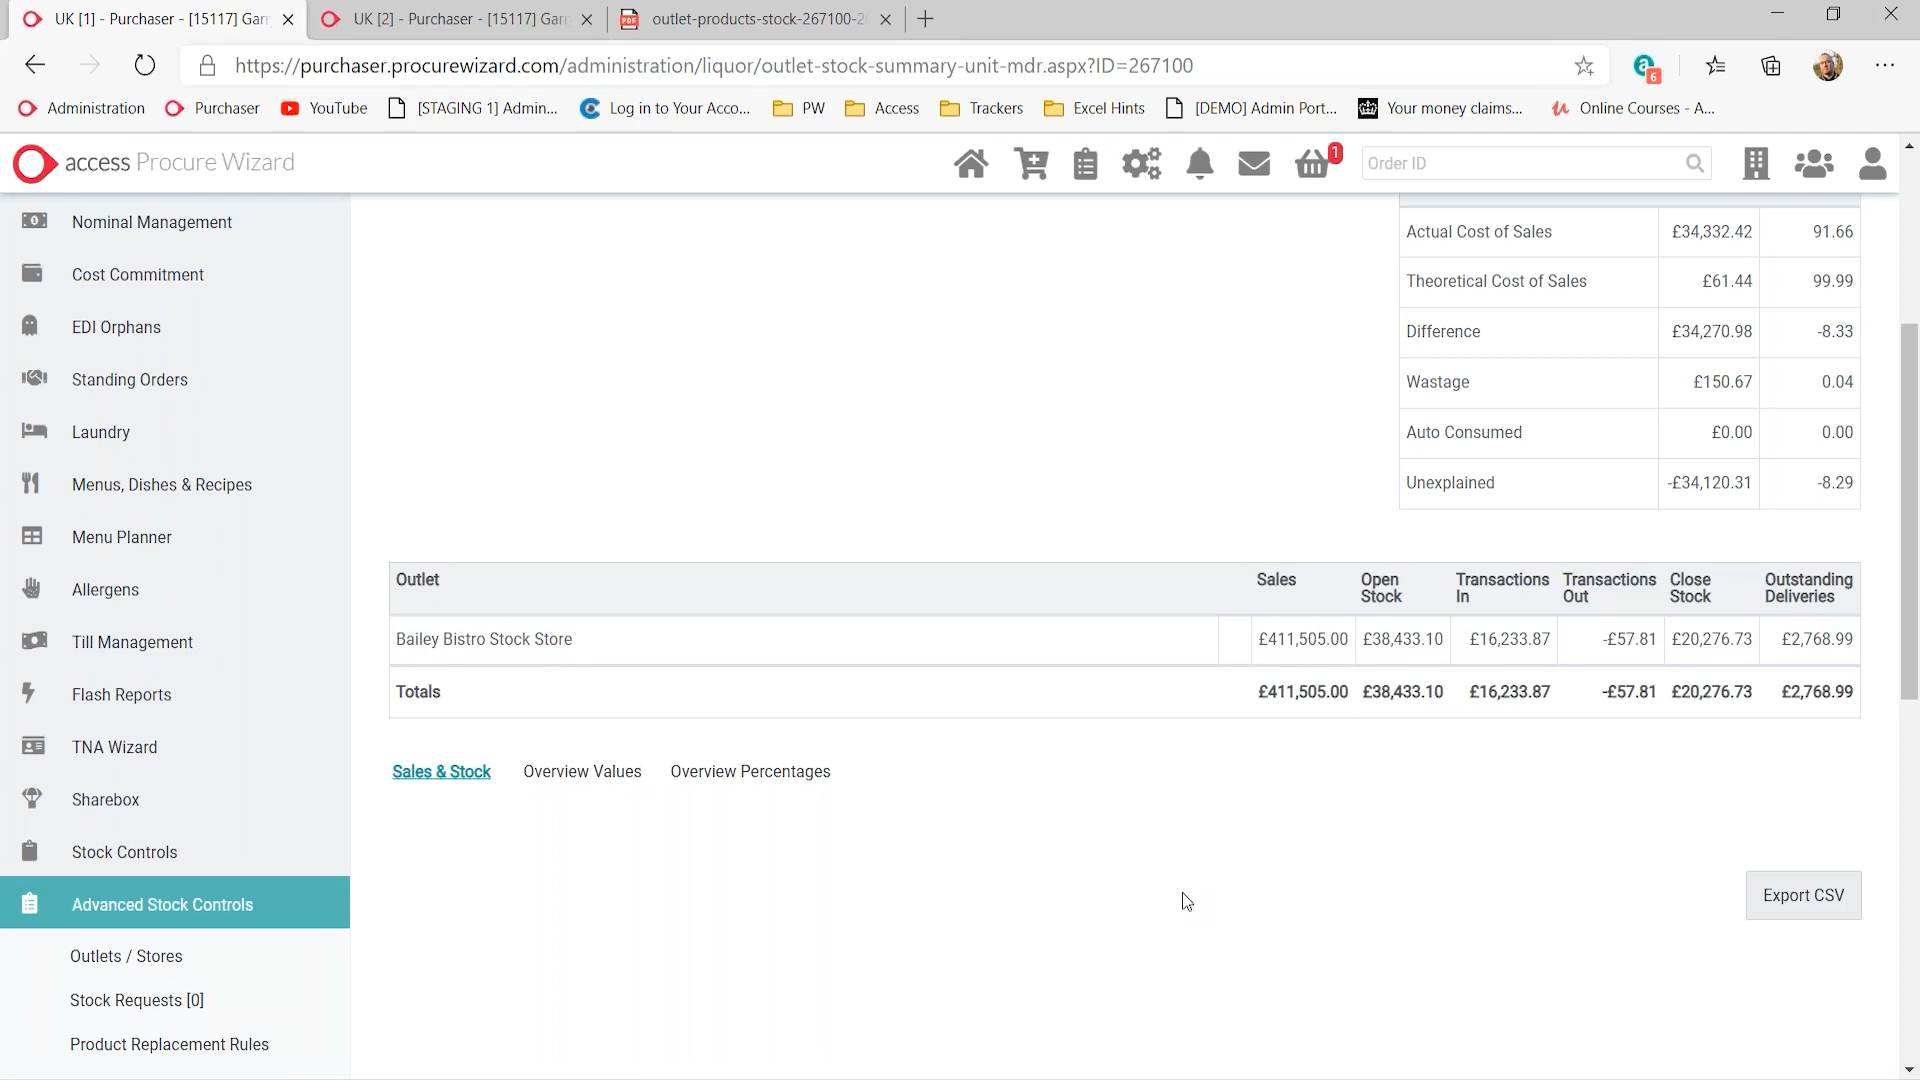 UK [1] - Purchaser - [15117] Garr
UK [2] - Purchaser - [15117] Garr
PDF
outlet-products-stock-267100-2
https://purchaser.procurewizard.com/administration/liquor/outlet-stock-summary-unit-mdr.aspx?ID=267100
a
6
Administration
Purchaser
YouTube
[STAGING 1] Admin...
Log in to Your Acco...
PW
Access
Trackers
Excel Hints
[DEMO] Admin Port...
Your money claims...
Online Courses - A...
access Procure Wizard
1
Order ID
Nominal Management
Cost Commitment
EDI Orphans
Standing Orders
Laundry
Menus, Dishes & Recipes
Menu Planner
Allergens
Till Management
Flash Reports
TNA Wizard
Sharebox
Stock Controls
Advanced Stock Controls
Outlets / Stores
Stock Requests [0]
Product Replacement Rules
Actual Cost of Sales £34,332.42 91.66
Theoretical Cost of Sales £61.44 99.99
Difference £34,270.98 -8.33
Wastage £150.67 0.04
Auto Consumed £0.00 0.00
Unexplained -£34,120.31 -8.29
Outlet Sales Open Stock Transactions In Transactions Out Close Stock Outstanding Deliveries
Bailey Bistro Stock Store £411,505.00 £38,433.10 £16,233.87 -£57.81 £20,276.73 £2,768.99
Totals £411,505.00 £38,433.10 £16,233.87 -£57.81 £20,276.73 £2,768.99
Sales & Stock Overview Values Overview Percentages
Export CSV